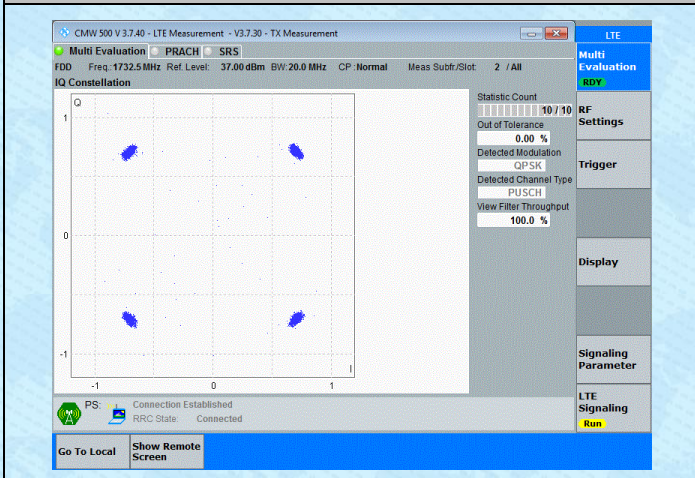 CMW 500 V 3.7.40 - LTE Measurement - V3.7.30 - TX Measurement
LTE
Multi Evaluation PRACH SRS
FDD Freq.:1732.5 MHz Ref. Level: 37.00 dBm BW:20.0 MHz CP :Normal Meas Subfr./Slot: 2 / All
IQ Constellation
Q
1
0
-1
-1 0 1
I
Statistic Count
10 / 10
Out of Tolerance
0.00 %
Detected Modulation
QPSK
Detected Channel Type
PUSCH
View Filter Throughput
100.0 %
Multi
Evaluation
RDY
RF
Settings
Trigger
Display
Signaling
Parameter
LTE
Signaling
Run
PS: Connection Established
RRC State: Connected
Go To Local
Show Remote
Screen